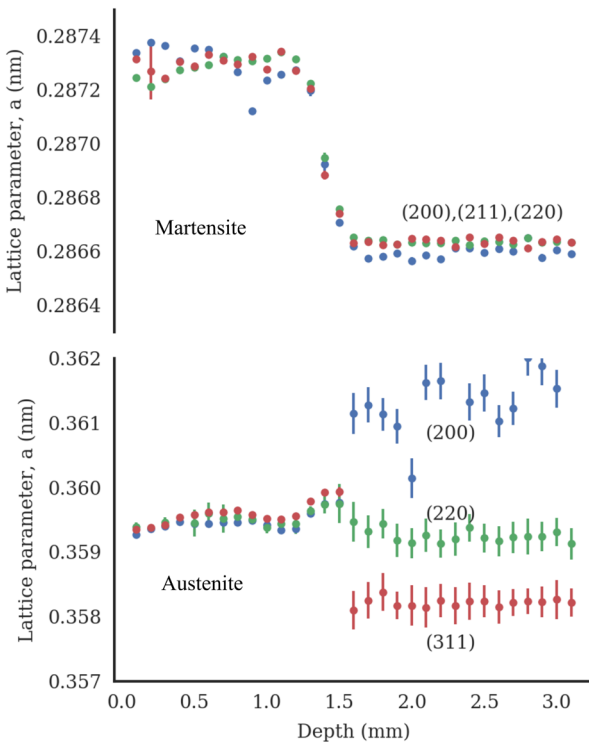 Lattice parameter, a (nm)
0.2874
0.2872
0.2870
0.2868
0.2866
0.2864
(200),(211),(220)
Martensite
Lattice parameter, a (nm)
0.362
0.361
0.360
0.359
0.358
0.357
(200)
(220)
Austenite
(311)
0.0 0.5 1.0 1.5 2.0 2.5 3.0
Depth (mm)